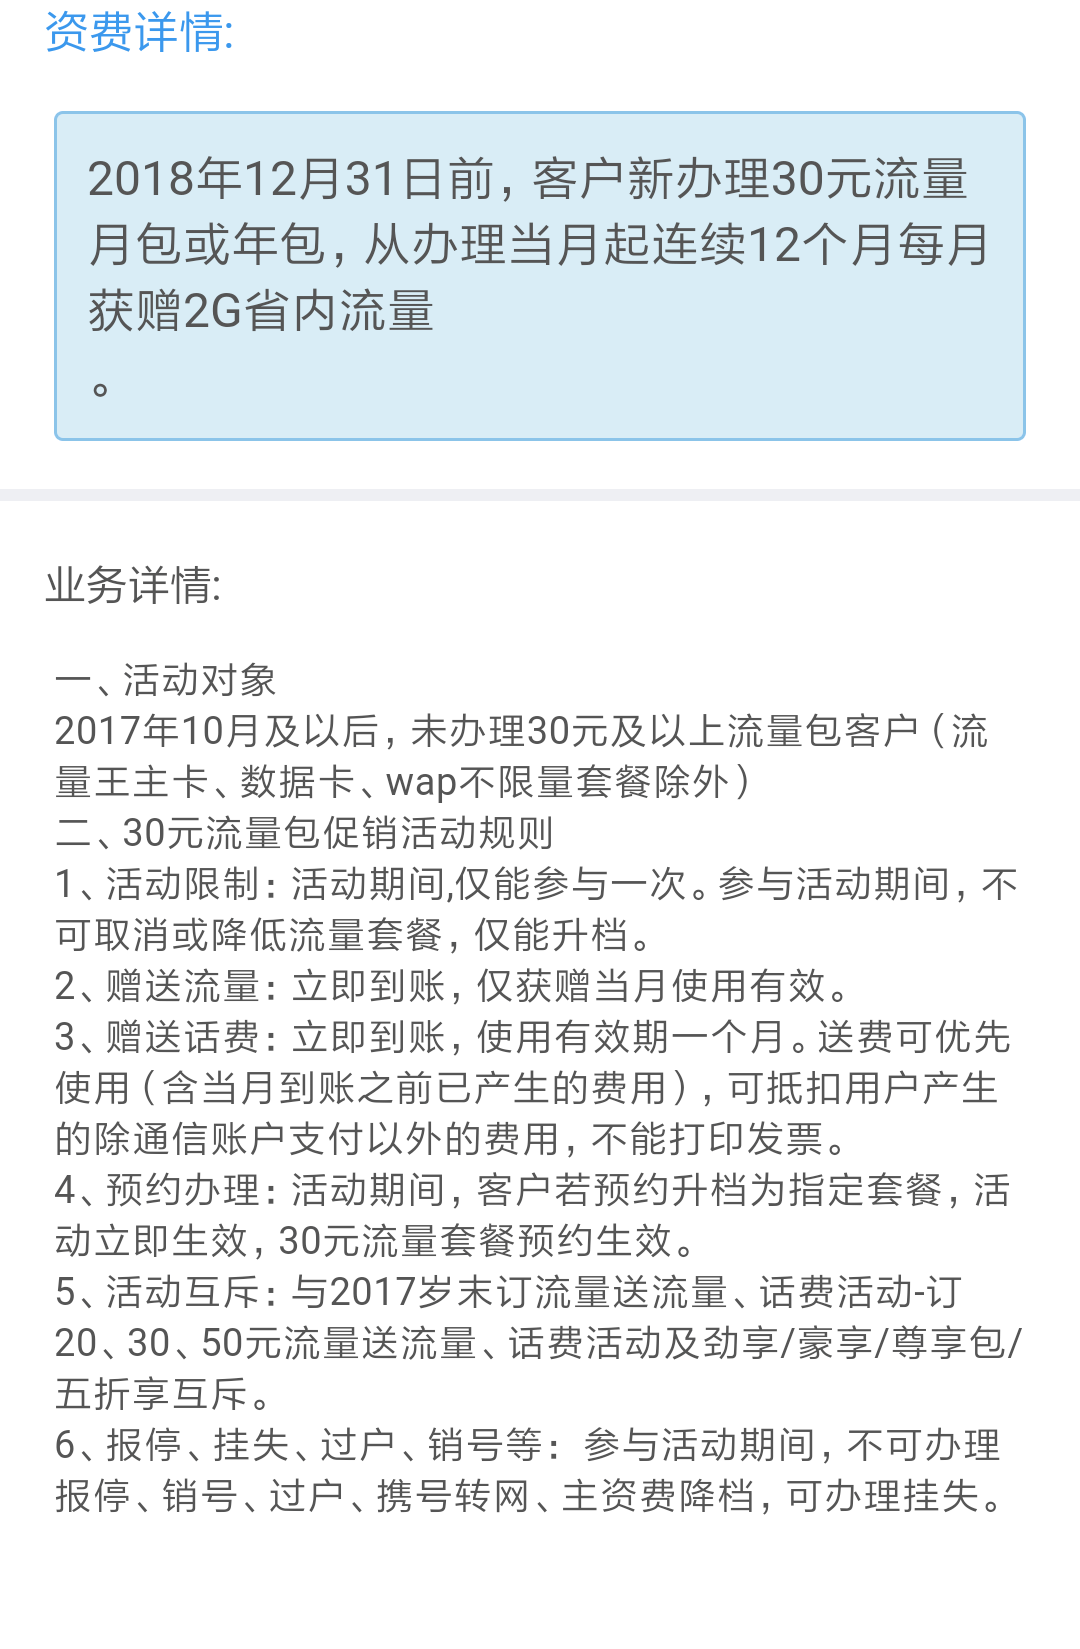 资费详情:
2018年12月31日前，客户新办理30元流量
月包或年包，从办理当月起连续12个月每月
获赠2G省内流量
。
业务详情:
一、活动对象
2017年10月及以后，未办理30元及以上流量包客户（流
量王主卡、数据卡、wap不限量套餐除外）
二、30元流量包促销活动规则
1、活动限制：活动期间,仅能参与一次。参与活动期间，不
可取消或降低流量套餐，仅能升档。
2、赠送流量：立即到账，仅获赠当月使用有效。
3、赠送话费：立即到账，使用有效期一个月。送费可优先
使用（含当月到账之前已产生的费用），可抵扣用户产生
的除通信账户支付以外的费用，不能打印发票。
4、预约办理：活动期间，客户若预约升档为指定套餐，活
动立即生效，30元流量套餐预约生效。
5、活动互斥：与2017岁末订流量送流量、话费活动-订
20、30、50元流量送流量、话费活动及劲享/豪享/尊享包/
五折享互斥。
6、报停、挂失、过户、销号等：参与活动期间，不可办理
报停、销号、过户、携号转网、主资费降档，可办理挂失。